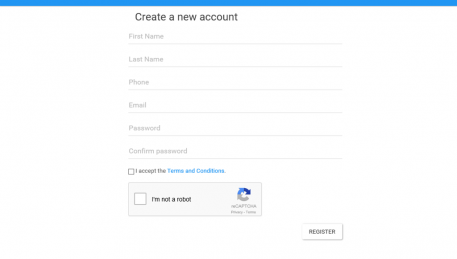 Create a new account
First Name
Last Name
Phone
Email
Password
Confirm password
I accept the Terms and Conditions.
I'm not a robot
reCAPTCHA
Privacy - Terms
REGISTER